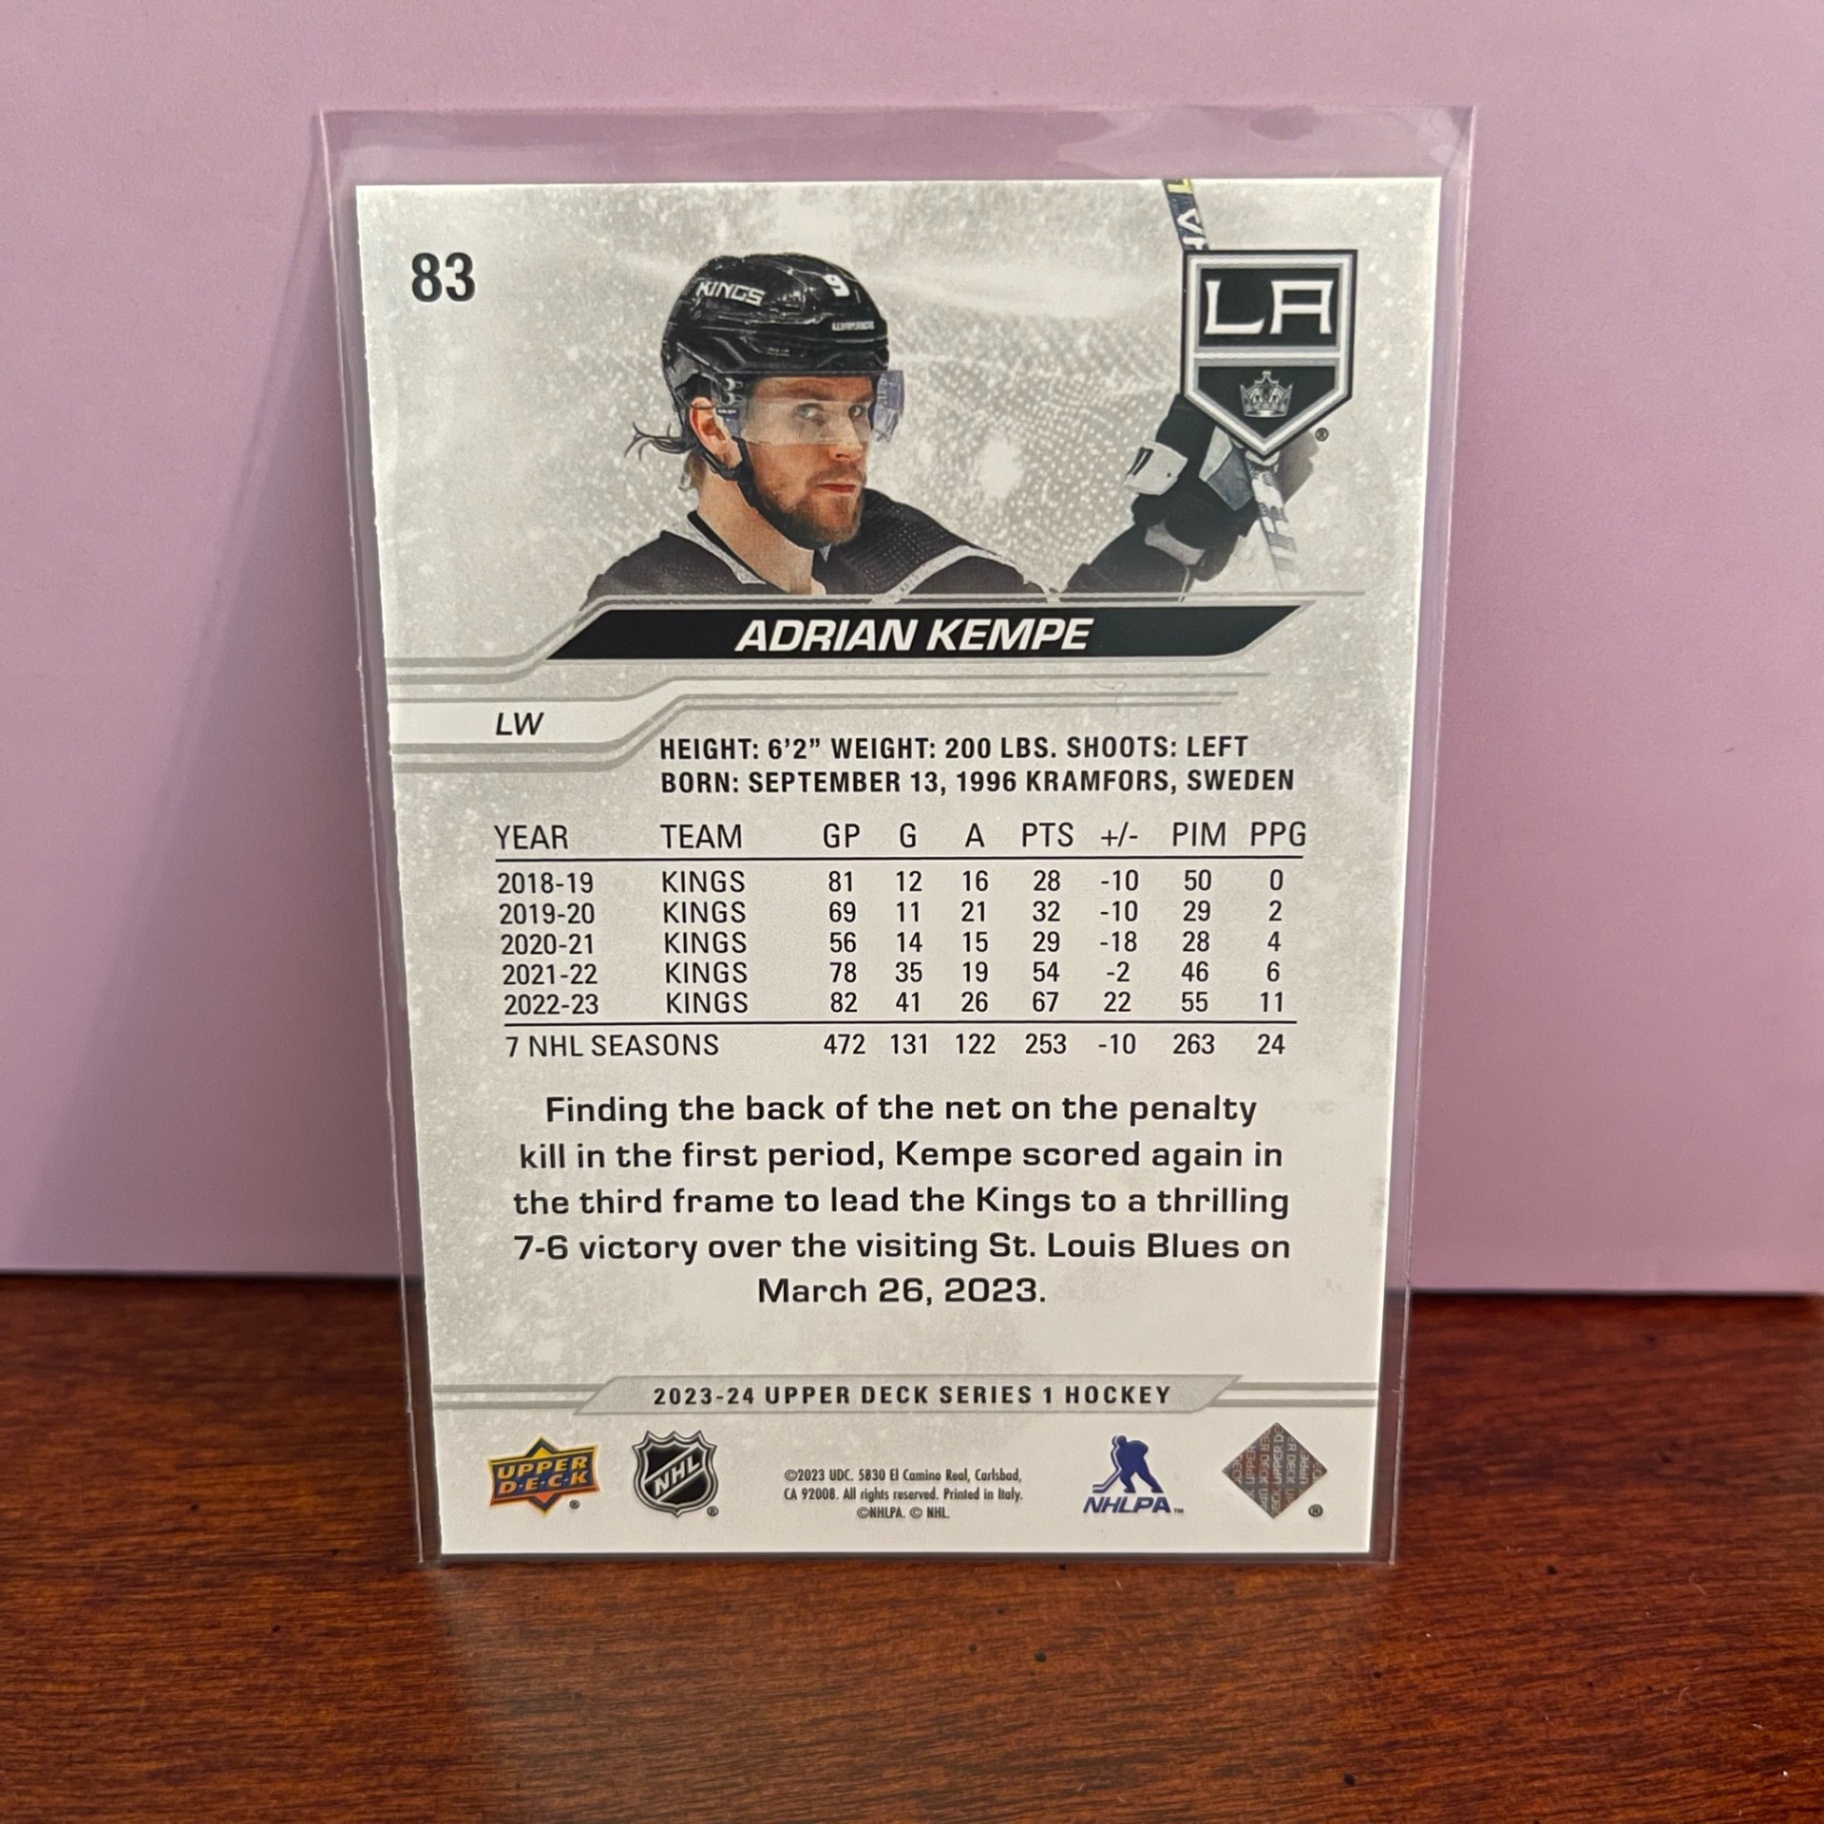 83
KINGS
9
LA
ADRIAN KEMPE
LW
HEIGHT: 6'2" WEIGHT: 200 LBS. SHOOTS: LEFT
BORN: SEPTEMBER 13, 1996 KRAMFORS, SWEDEN
YEAR TEAM GP G A PTS +/- PIM PPG
2018-19 KINGS 81 12 16 28 -10 50 0
2019-20 KINGS 69 11 21 32 -10 29 2
2020-21 KINGS 56 14 15 29 -18 28 4
2021-22 KINGS 78 35 19 54 -2 46 6
2022-23 KINGS 82 41 26 67 22 55 11
7 NHL SEASONS 472 131 122 253 -10 263 24
Finding the back of the net on the penalty
kill in the first period, Kempe scored again in
the third frame to lead the Kings to a thrilling
7-6 victory over the visiting St. Louis Blues on
March 26, 2023.
2023-24 UPPER DECK SERIES 1 HOCKEY
UPPER
D·E·C·K ®
NHL ®
©2023 UDC. 5830 El Camino Real, Carlsbad,
CA 92008. All rights reserved. Printed in Italy.
©NHLPA. © NHL.
NHLPA™
UPPER DECK
®